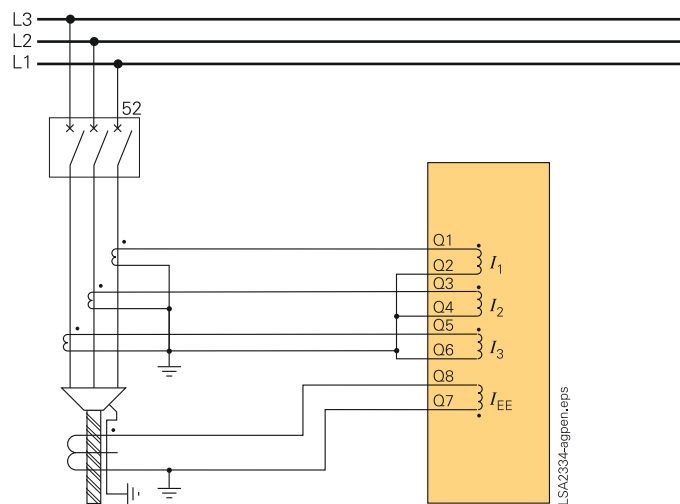 L3
L2
L1
52
Q1
Q2
I1
Q3
Q4
I2
Q5
Q6
I3
Q8
Q7
IEE
LSA2334-agpen.eps